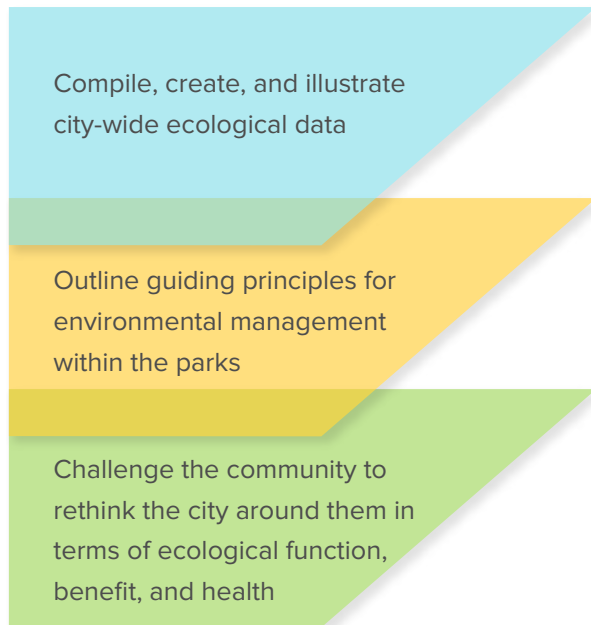 Compile, create, and illustrate
city-wide ecological data
Outline guiding principles for
environmental management
within the parks
Challenge the community to
rethink the city around them in
terms of ecological function,
benefit, and health